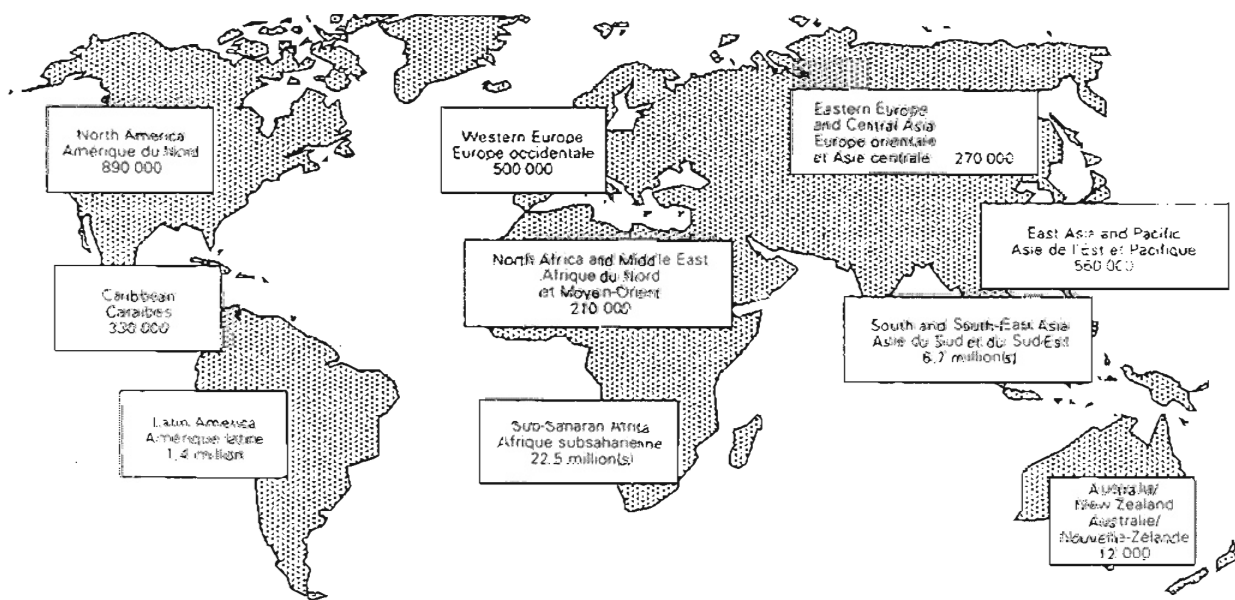 North America
Amérique du Nord
890 000
Western Europe
Europe occidentale
500 000
Eastern Europe
and Central Asia
Europe orientale
et Asie centrale 270 000
East Asia and Pacific
Asie de l'Est et Pacifique
560 000
North Africa and Middle East
Afrique du Nord
et Moyen-Orient
210 000
Caribbean
Caraïbes
330 000
South and South-East Asia
Asie du Sud et du Sud-Est
6.7 million(s)
Latin America
Amérique latine
1.4 million
Sub-Saharan Africa
Afrique subsaharienne
22.5 million(s)
Australia/
New Zealand
Australie/
Nouvelle-Zélande
12 000